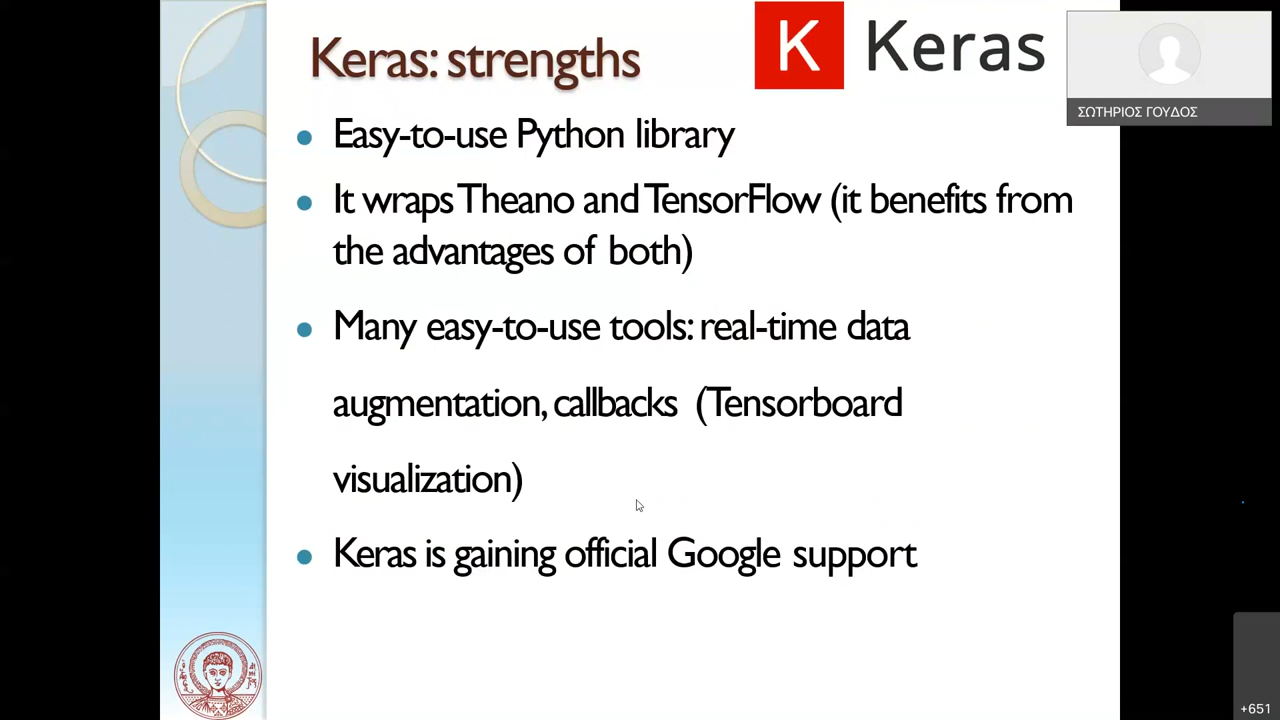 Keras: strengths
K Keras
ΣΩΤΗΡΙΟΣ ΓΟΥΔΟΣ
Easy-to-use Python library
It wraps Theano and TensorFlow (it benefits from
the advantages of both)
Many easy-to-use tools: real-time data
augmentation, callbacks (Tensorboard
visualization)
Keras is gaining official Google support
+651